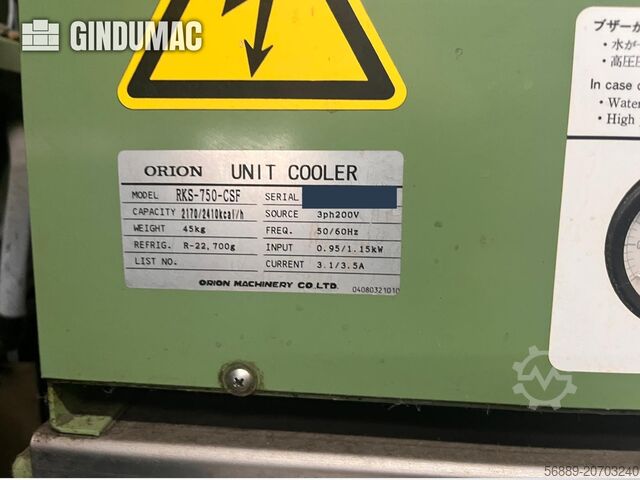 GINDUMAC
ORION UNIT COOLER
MODEL RKS-750-CSF SERIAL
CAPACITY 2170/2410kcal/h SOURCE 3ph200V
WEIGHT 45kg FREQ. 50/60Hz
REFRIG. R-22,700g INPUT 0.95/1.15kW
LIST NO. CURRENT 3.1/3.5A
ORION MACHINERY CO.,LTD. 04080321010
ブザーが
・水が
・高圧圧
In case o
・Water
・High
56889-20703240